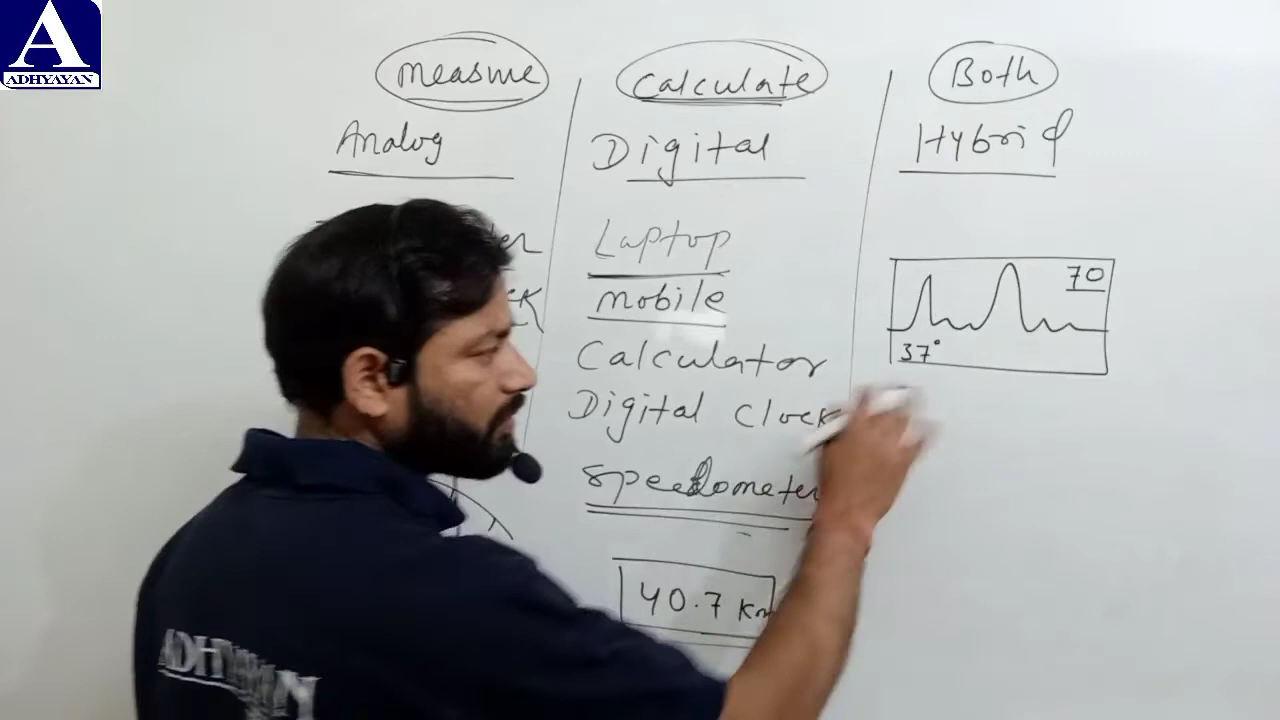 A
ADHYAYAN
measure calculate Both
Analog Digital Hybrid
Laptop
mobile
Calculator
Digital Clock
speedometer
70
37°
40.7 Km
ADHYAYAN